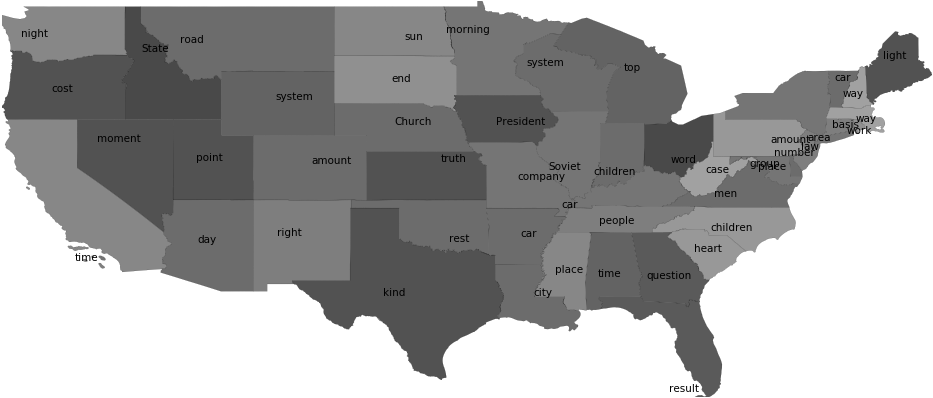 night
State
road
sun
morning
cost
system
end
system
top
light
car
way
Church
President
way
basis
work
moment
point
amount
truth
company
Soviet
children
word
amount
area
law
number
group
place
case
men
car
day
right
rest
car
people
children
heart
time
kind
city
place
time
question
result